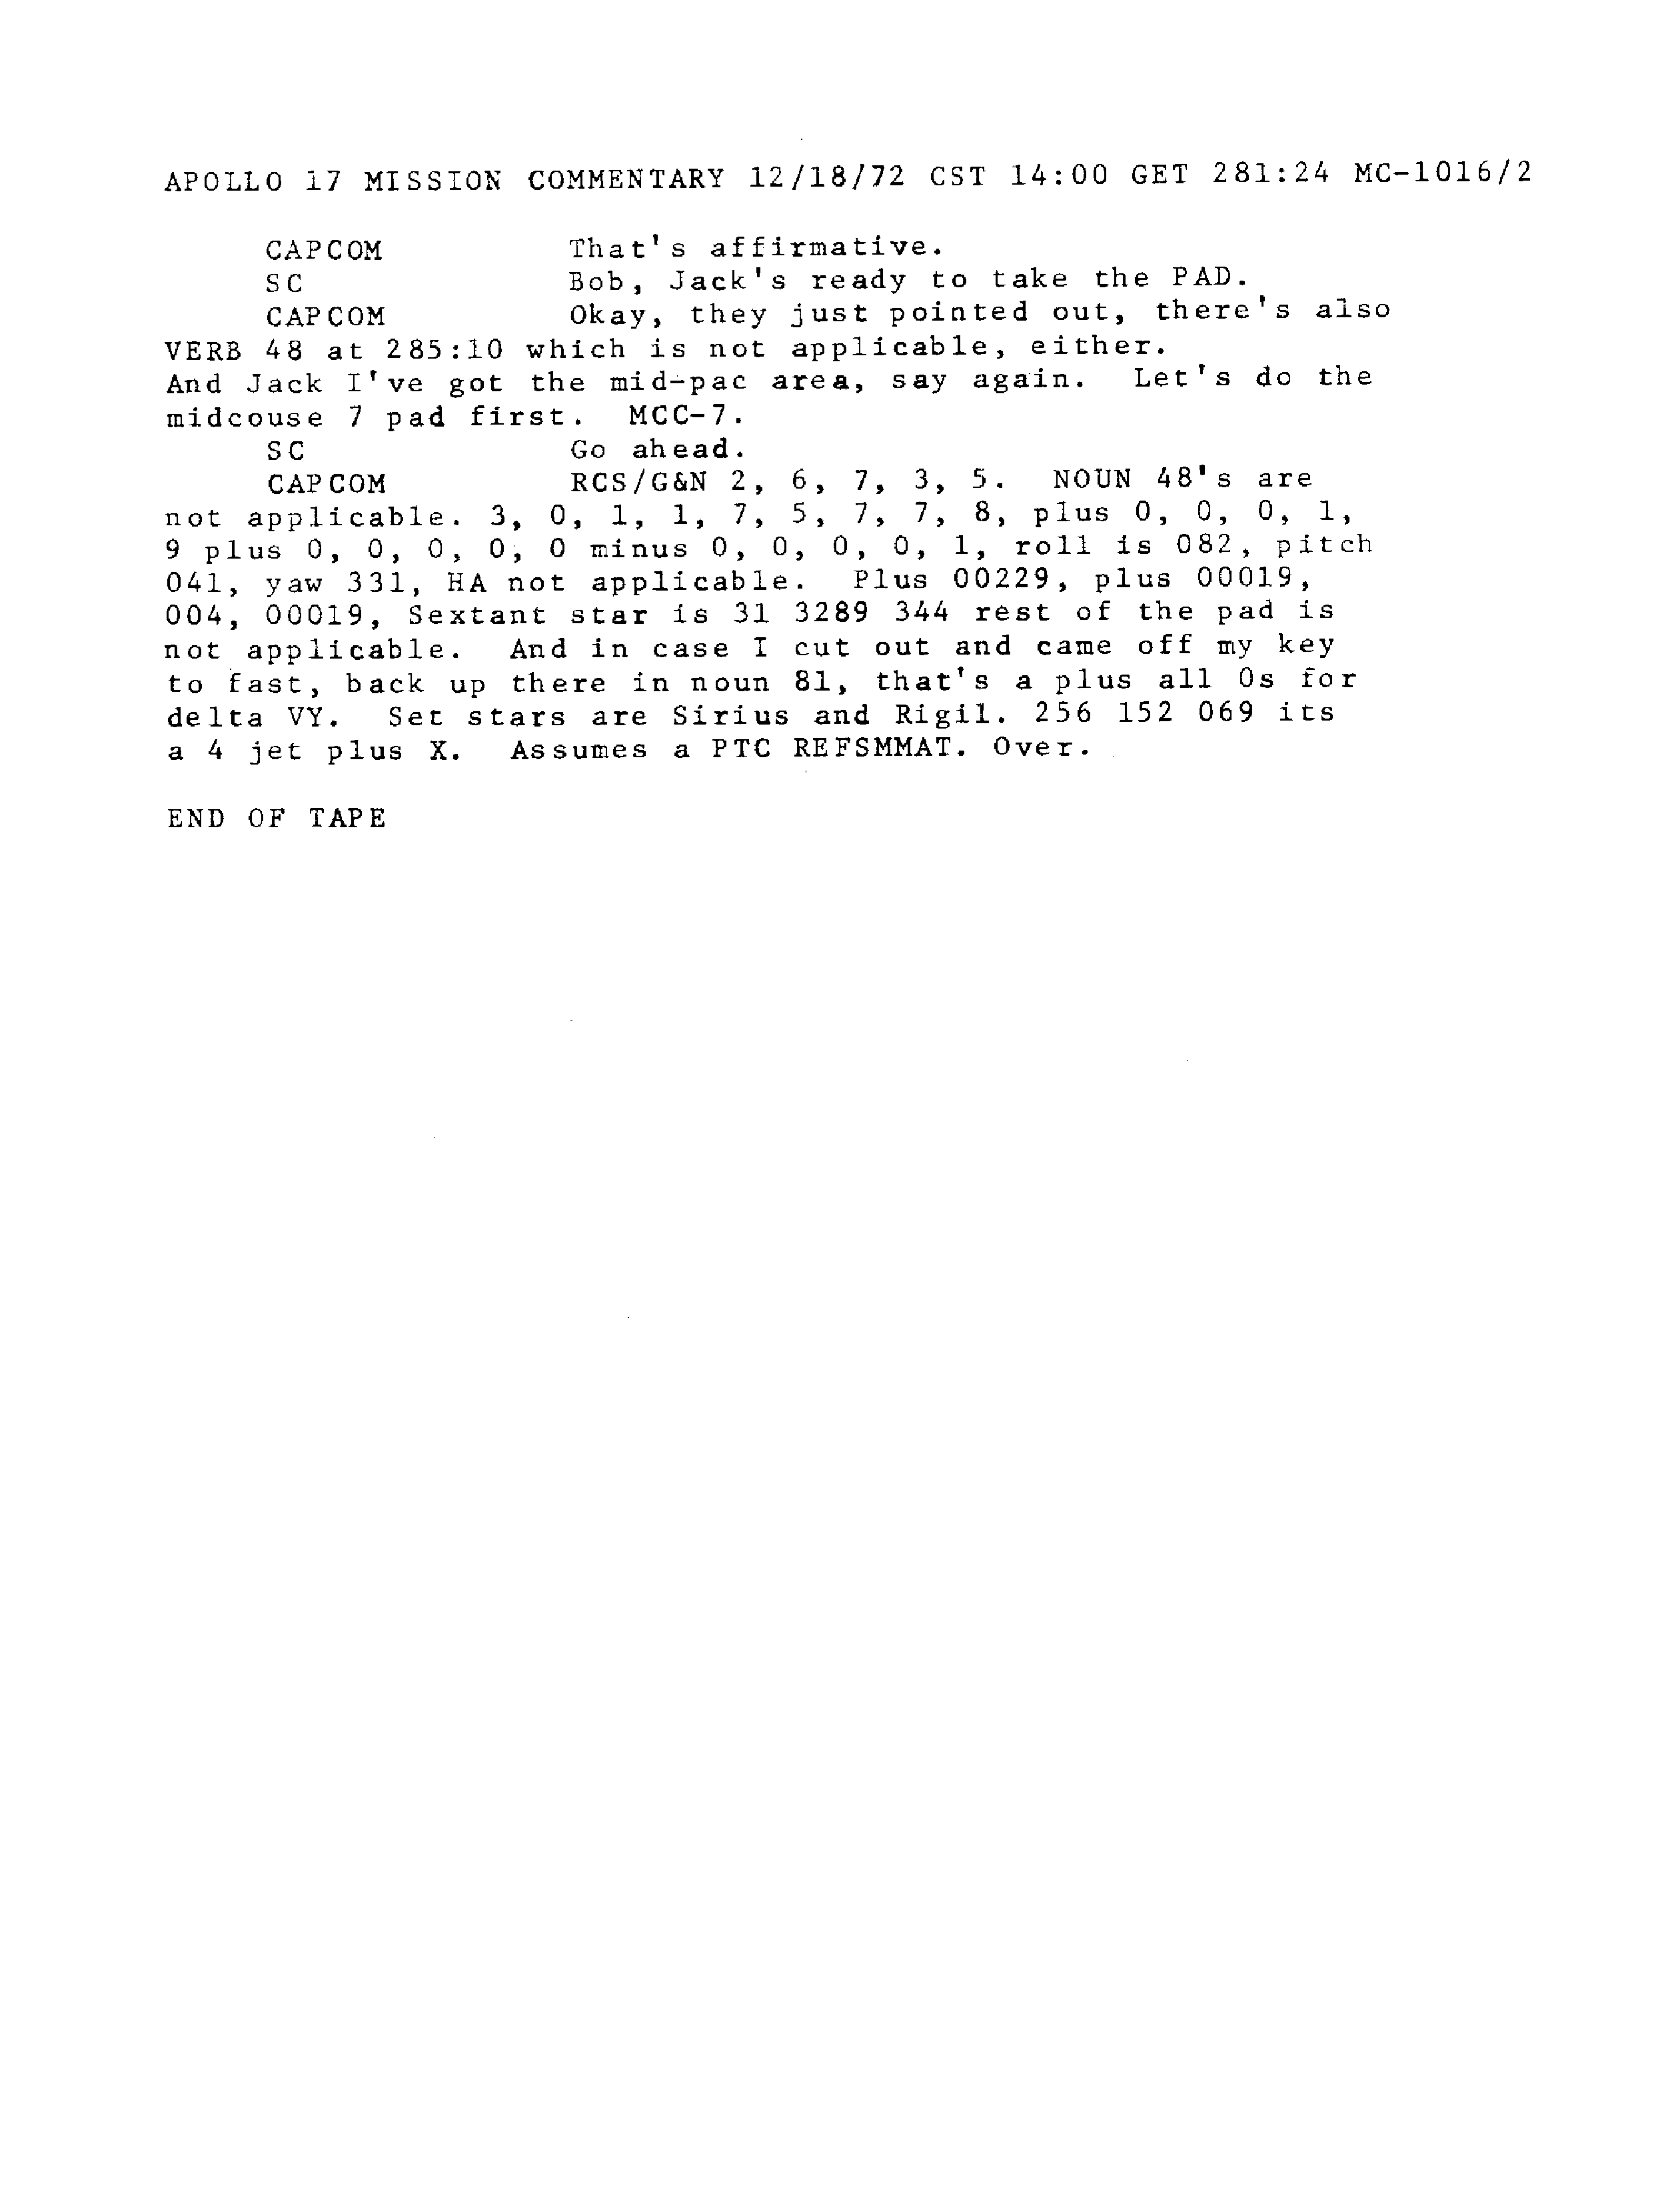 APOLLO 17 MISSION COMMENTARY 12/18/72 CST 14:00 GET 281:24 MC-1016/2
CAPCOM That's affirmative.
SC Bob, Jack's ready to take the PAD.
CAPCOM Okay, they just pointed out, there's also
VERB 48 at 285:10 which is not applicable, either.
And Jack I've got the mid-pac area, say again. Let's do the
midcouse 7 pad first. MCC-7.
SC Go ahead.
CAPCOM RCS/G&N 2, 6, 7, 3, 5. NOUN 48's are
not applicable. 3, 0, 1, 1, 7, 5, 7, 7, 8, plus 0, 0, 0, 1,
9 plus 0, 0, 0, 0, 0 minus 0, 0, 0, 0, 1, roll is 082, pitch
041, yaw 331, HA not applicable. Plus 00229, plus 00019,
004, 00019, Sextant star is 31 3289 344 rest of the pad is
not applicable. And in case I cut out and came off my key
to fast, back up there in noun 81, that's a plus all 0s for
delta VY. Set stars are Sirius and Rigil. 256 152 069 its
a 4 jet plus X. Assumes a PTC REFSMMAT. Over.
END OF TAPE